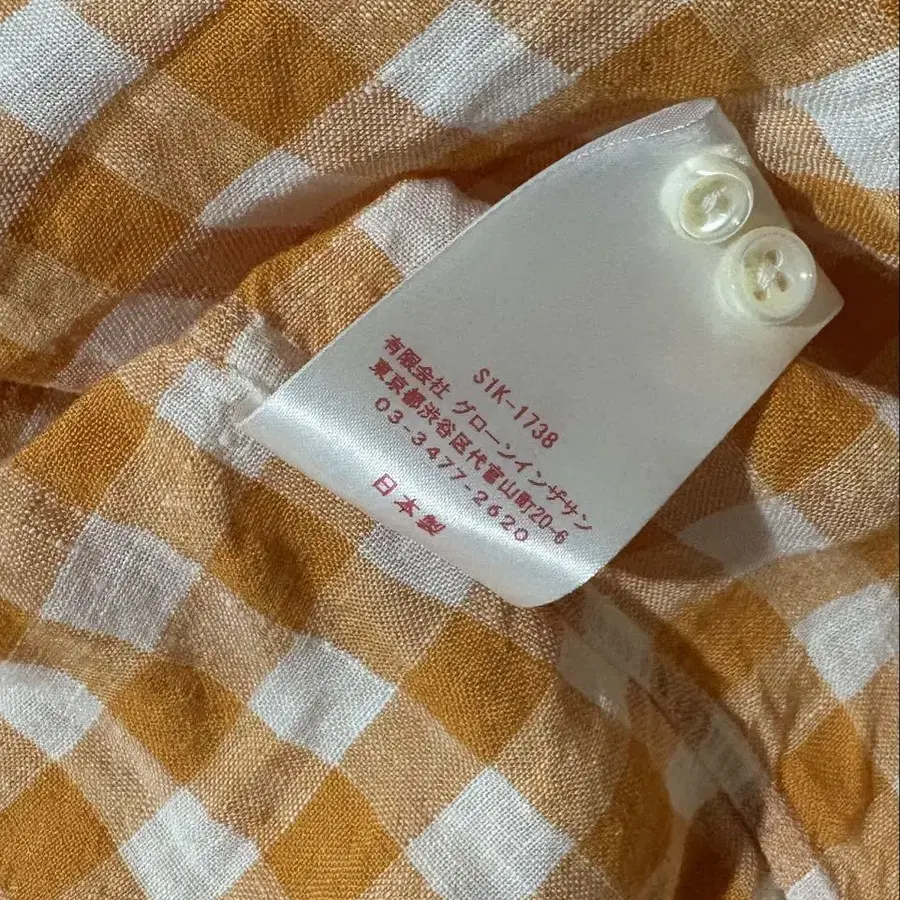 S1K-1738
有限会社 グローンインザサン
東京都渋谷区代官山町20-6
03-3477-2620
日本製